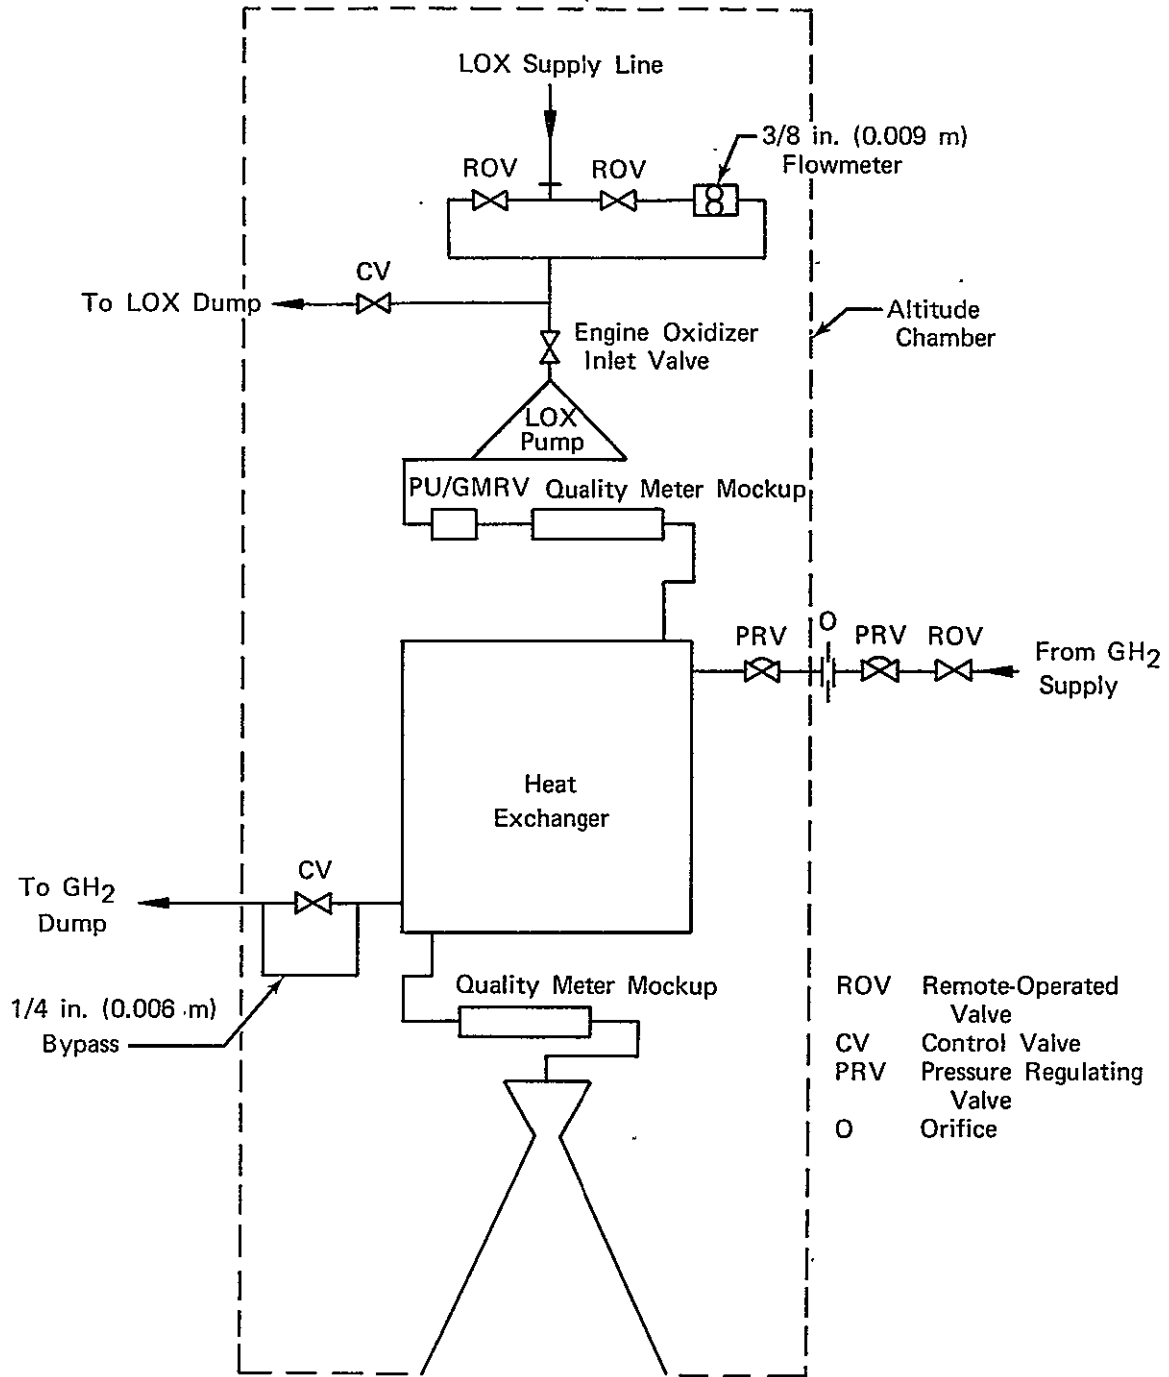 LOX Supply Line
3/8 in. (0.009 m)
Flowmeter
ROV
ROV
CV
To LOX Dump
Altitude
Chamber
Engine Oxidizer
Inlet Valve
LOX
Pump
PU/GMRV
Quality Meter Mockup
PRV
O
PRV
ROV
From GH2
Supply
Heat
Exchanger
CV
To GH2
Dump
1/4 in. (0.006 m)
Bypass
Quality Meter Mockup
ROV Remote-Operated
Valve
CV Control Valve
PRV Pressure Regulating
Valve
O Orifice